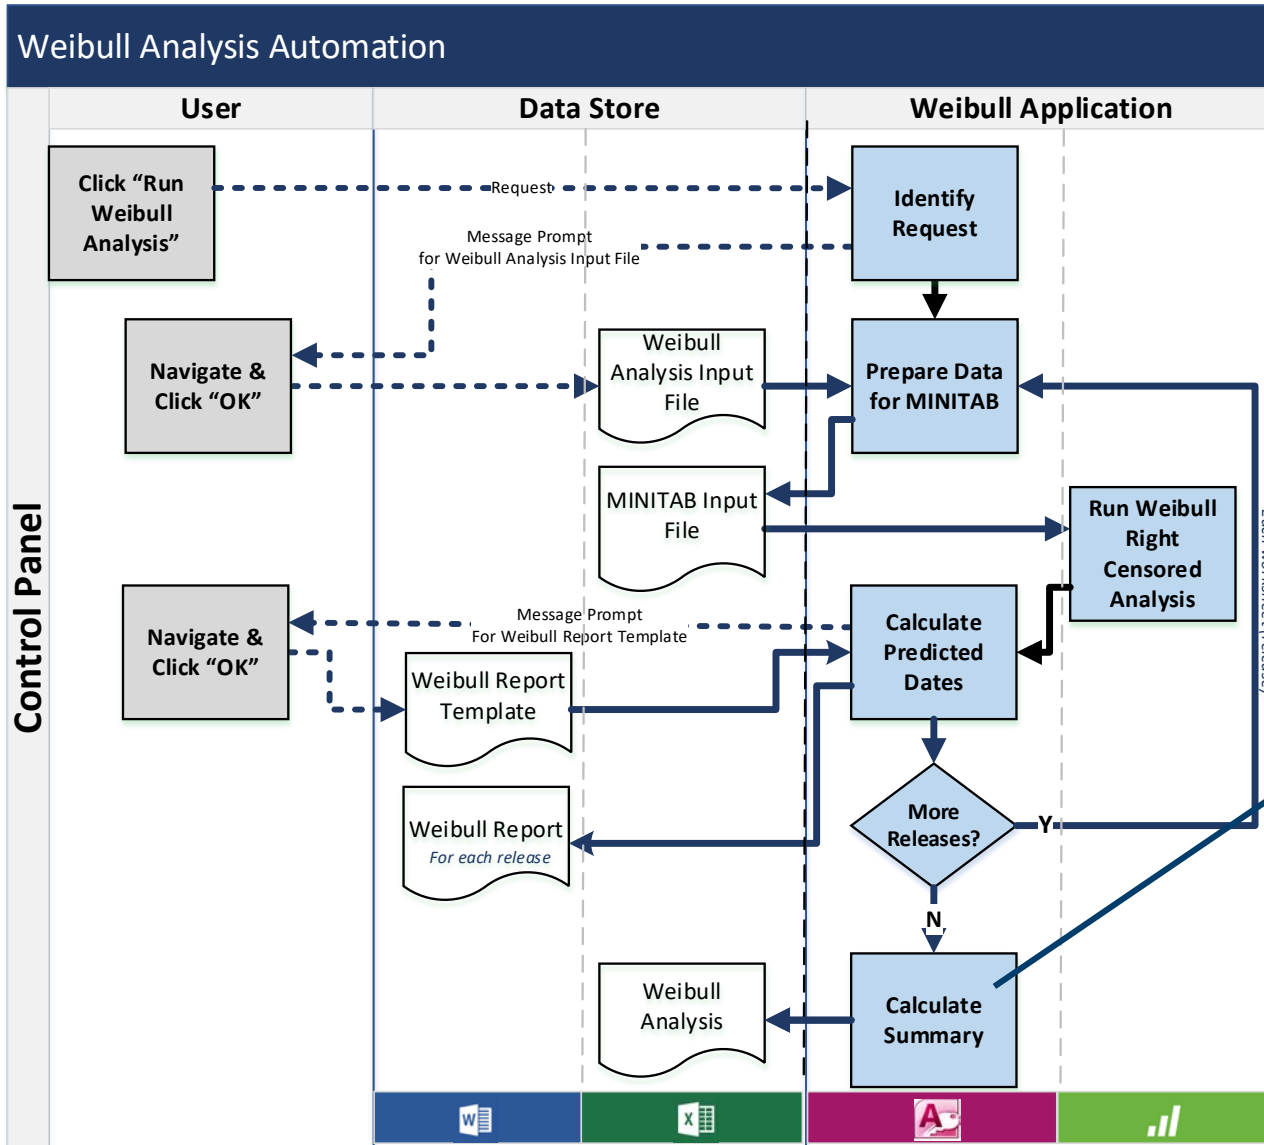 Weibull Analysis Automation
User
Data Store
Weibull Application
Control Panel
Click “Run
Weibull
Analysis”
Request
Identify
Request
Message Prompt
for Weibull Analysis Input File
Navigate &
Click “OK”
Weibull
Analysis Input
File
Prepare Data
for MINITAB
MINITAB Input
File
Run Weibull
Right
Censored
Analysis
Message Prompt
For Weibull Report Template
Navigate &
Click “OK”
Calculate
Predicted
Dates
Weibull Report
Template
More
Releases?
Y
Weibull Report
For each release
N
Weibull
Analysis
Calculate
Summary
W
X
A